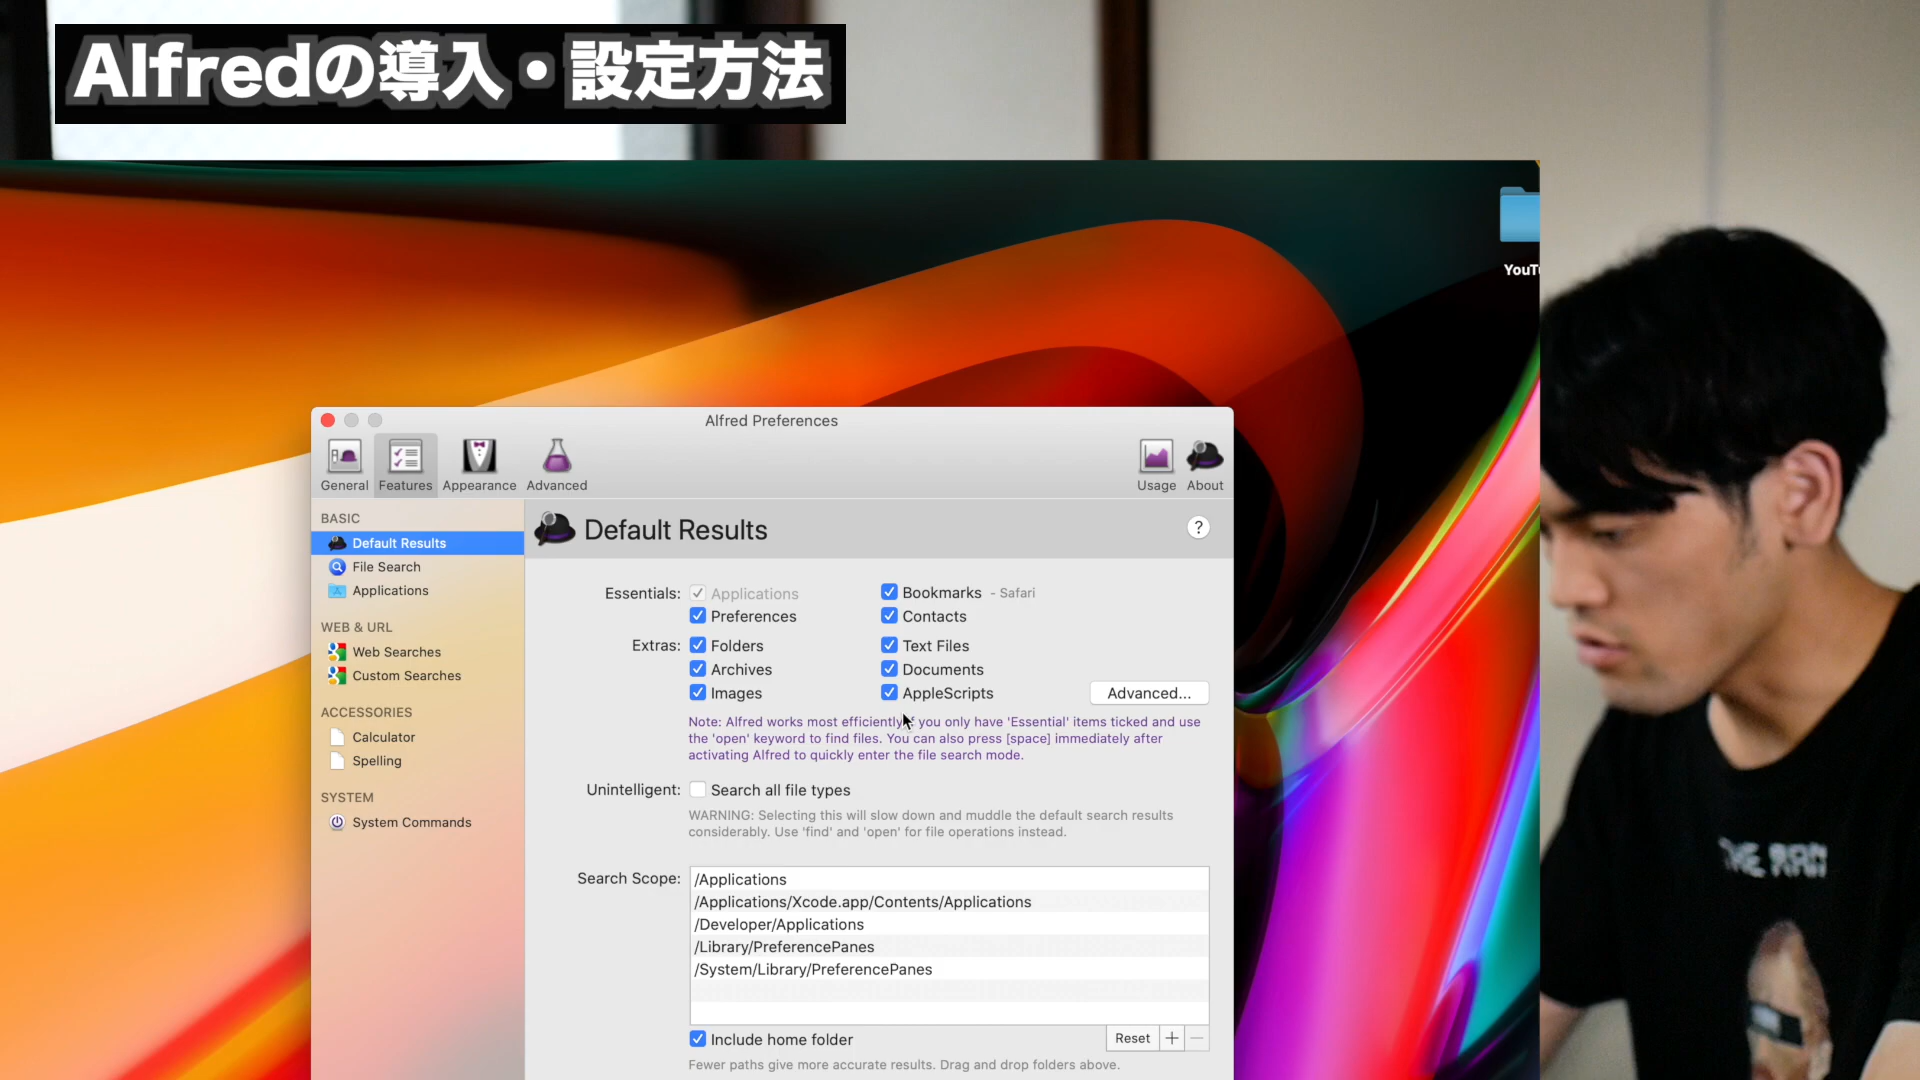 Alfredの導入・設定方法
Alfred Preferences
General Features Appearance Advanced Usage About
BASIC
Default Results
File Search
Applications
WEB & URL
Web Searches
Custom Searches
ACCESSORIES
Calculator
Spelling
SYSTEM
System Commands
Default Results
?
Essentials: Applications Bookmarks - Safari
Preferences Contacts
Extras: Folders Text Files
Archives Documents
Images AppleScripts Advanced...
Note: Alfred works most efficiently if you only have 'Essential' items ticked and use
the 'open' keyword to find files. You can also press [space] immediately after
activating Alfred to quickly enter the file search mode.
Unintelligent: Search all file types
WARNING: Selecting this will slow down and muddle the default search results
considerably. Use 'find' and 'open' for file operations instead.
Search Scope: /Applications
/Applications/Xcode.app/Contents/Applications
/Developer/Applications
/Library/PreferencePanes
/System/Library/PreferencePanes
Include home folder Reset + −
Fewer paths give more accurate results. Drag and drop folders above.